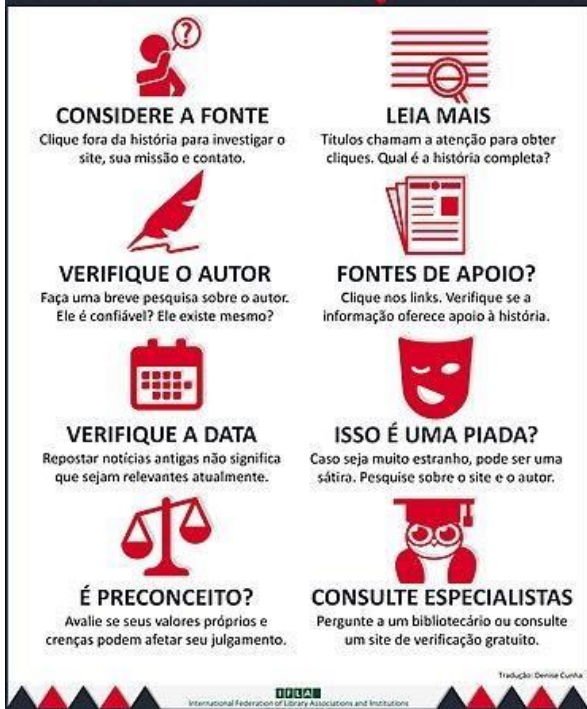 CONSIDERE A FONTE
Clique fora da história para investigar o
site, sua missão e contato.
LEIA MAIS
Títulos chamam a atenção para obter
cliques. Qual é a história completa?
VERIFIQUE O AUTOR
Faça uma breve pesquisa sobre o autor.
Ele é confiável? Ele existe mesmo?
FONTES DE APOIO?
Clique nos links. Verifique se a
informação oferece apoio à história.
VERIFIQUE A DATA
Repostar notícias antigas não significa
que sejam relevantes atualmente.
ISSO É UMA PIADA?
Caso seja muito estranho, pode ser uma
sátira. Pesquise sobre o site e o autor.
É PRECONCEITO?
Avalie se seus valores próprios e
crenças podem afetar seu julgamento.
CONSULTE ESPECIALISTAS
Pergunte a um bibliotecário ou consulte
um site de verificação gratuito.
Tradução: Denise Cunha
IFLA
International Federation of Library Associations and Institutions